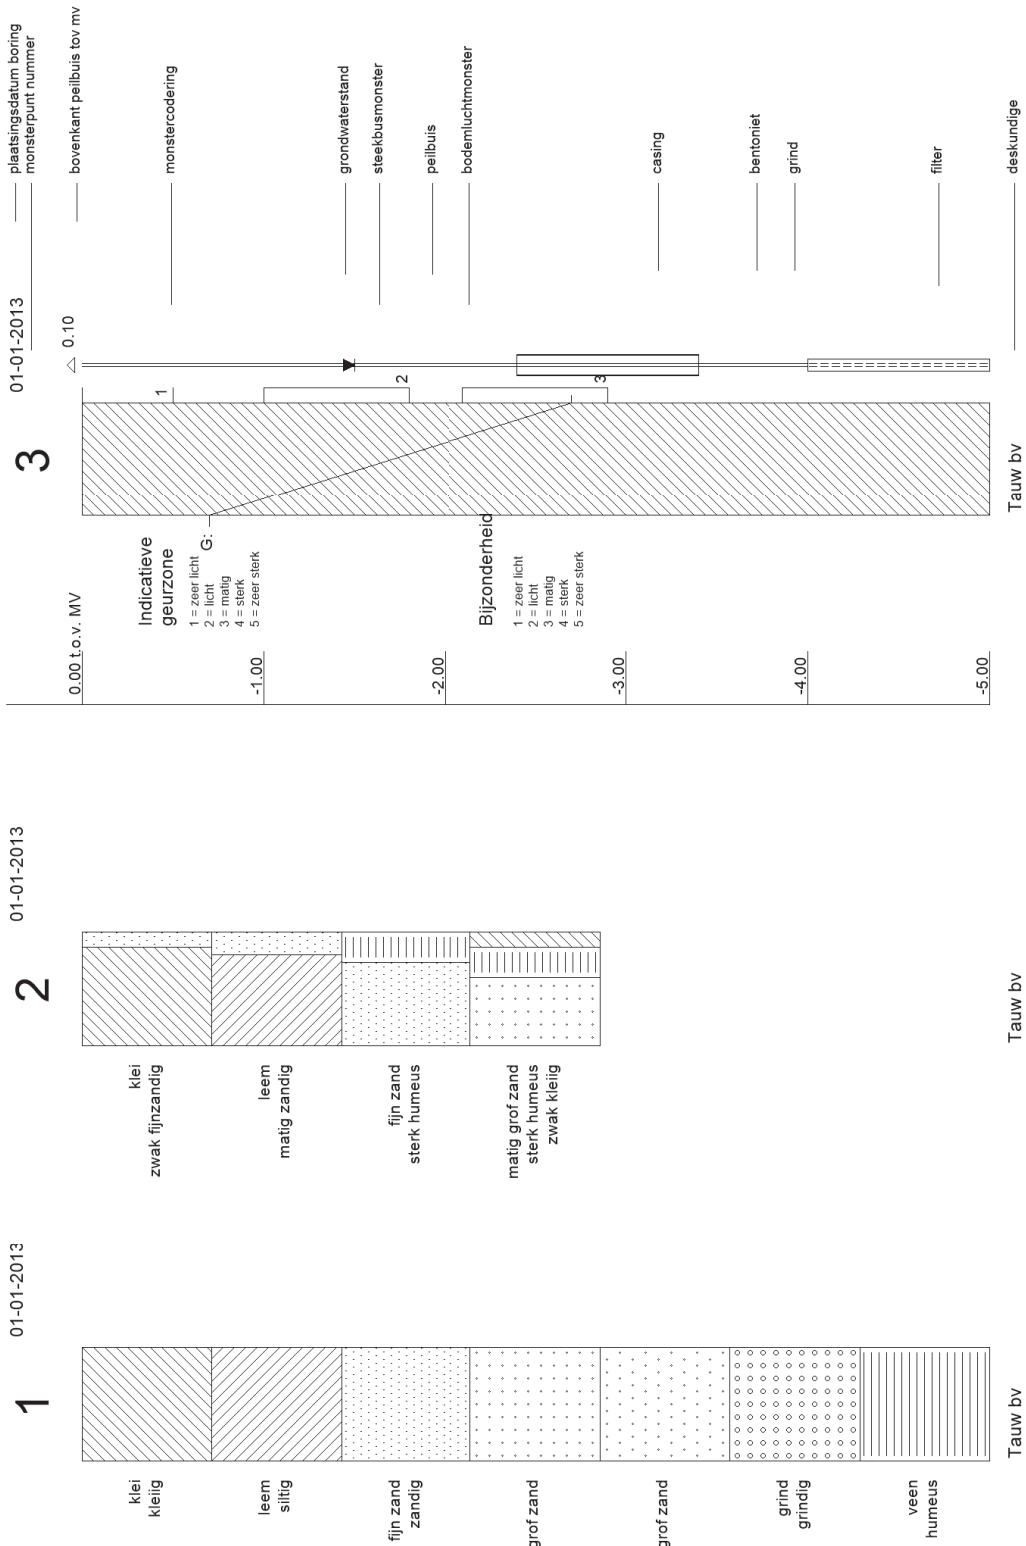 1
01-01-2013
klei
kleiig
leem
siltig
fijn zand
zandig
grof zand
grof zand
grind
grindig
veen
humeus
Tauw bv
2
01-01-2013
klei
zwak fijnzandig
leem
matig zandig
fijn zand
sterk humeus
matig grof zand
sterk humeus
zwak kleiig
Tauw bv
0.00 t.o.v. MV
-1.00
-2.00
-3.00
-4.00
-5.00
3
01-01-2013
0.10
Indicatieve
geurzone
G:
1 = zeer licht
2 = licht
3 = matig
4 = sterk
5 = zeer sterk
Bijzonderheid
1 = zeer licht
2 = licht
3 = matig
4 = sterk
5 = zeer sterk
1
2
3
Tauw bv
plaatsingsdatum boring
monsterpunt nummer
bovenkant peilbuis tov mv
monstercodering
grondwaterstand
steekbusmonster
peilbuis
bodemluchtmonster
casing
bentoniet
grind
filter
deskundige